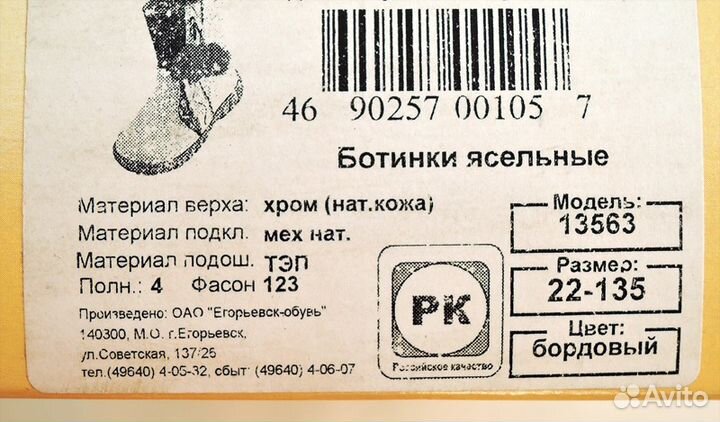 46 90257 00105 7
Ботинки ясельные
Материал верха: хром (нат.кожа)
Материал подкл. мех нат.
Материал подош. ТЭП
Полн.: 4 Фасон 123
Произведено: ОАО "Егорьевск-обувь"
140300, М.О. г.Егорьевск,
ул.Советская, 137/25
тел.(49640) 4-05-32, сбыт: (49640) 4-06-07
РК
Российское качество
Модель:
13563
Размер:
22-135
Цвет:
бордовый
Avito